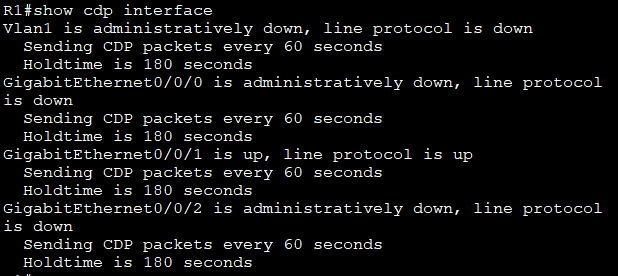 R1#show cdp interface
Vlan1 is administratively down, line protocol is down
  Sending CDP packets every 60 seconds
  Holdtime is 180 seconds
GigabitEthernet0/0/0 is administratively down, line protocol
is down
  Sending CDP packets every 60 seconds
  Holdtime is 180 seconds
GigabitEthernet0/0/1 is up, line protocol is up
  Sending CDP packets every 60 seconds
  Holdtime is 180 seconds
GigabitEthernet0/0/2 is administratively down, line protocol
is down
  Sending CDP packets every 60 seconds
  Holdtime is 180 seconds